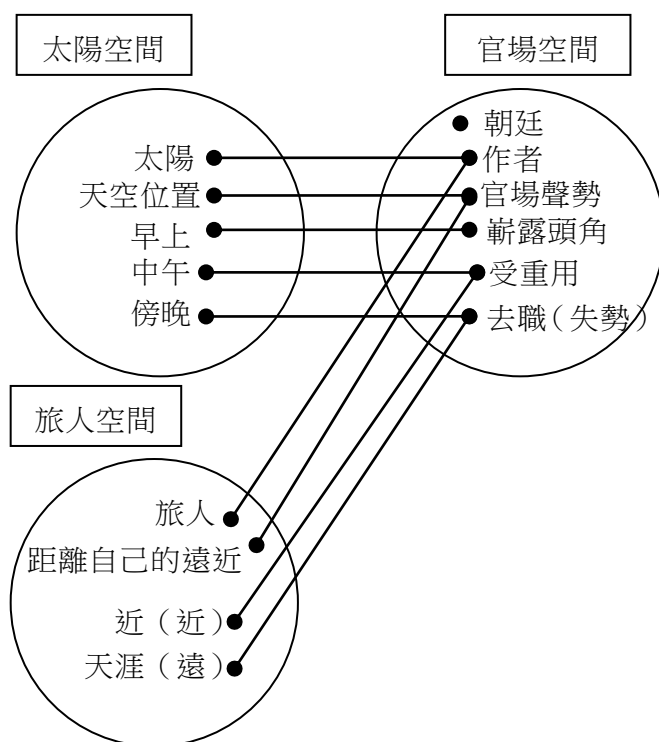 太陽空間
太陽
天空位置
早上
中午
傍晚
官場空間
朝廷
作者
官場聲勢
嶄露頭角
受重用
去職（失勢）
旅人空間
旅人
距離自己的遠近
近（近）
天涯（遠）